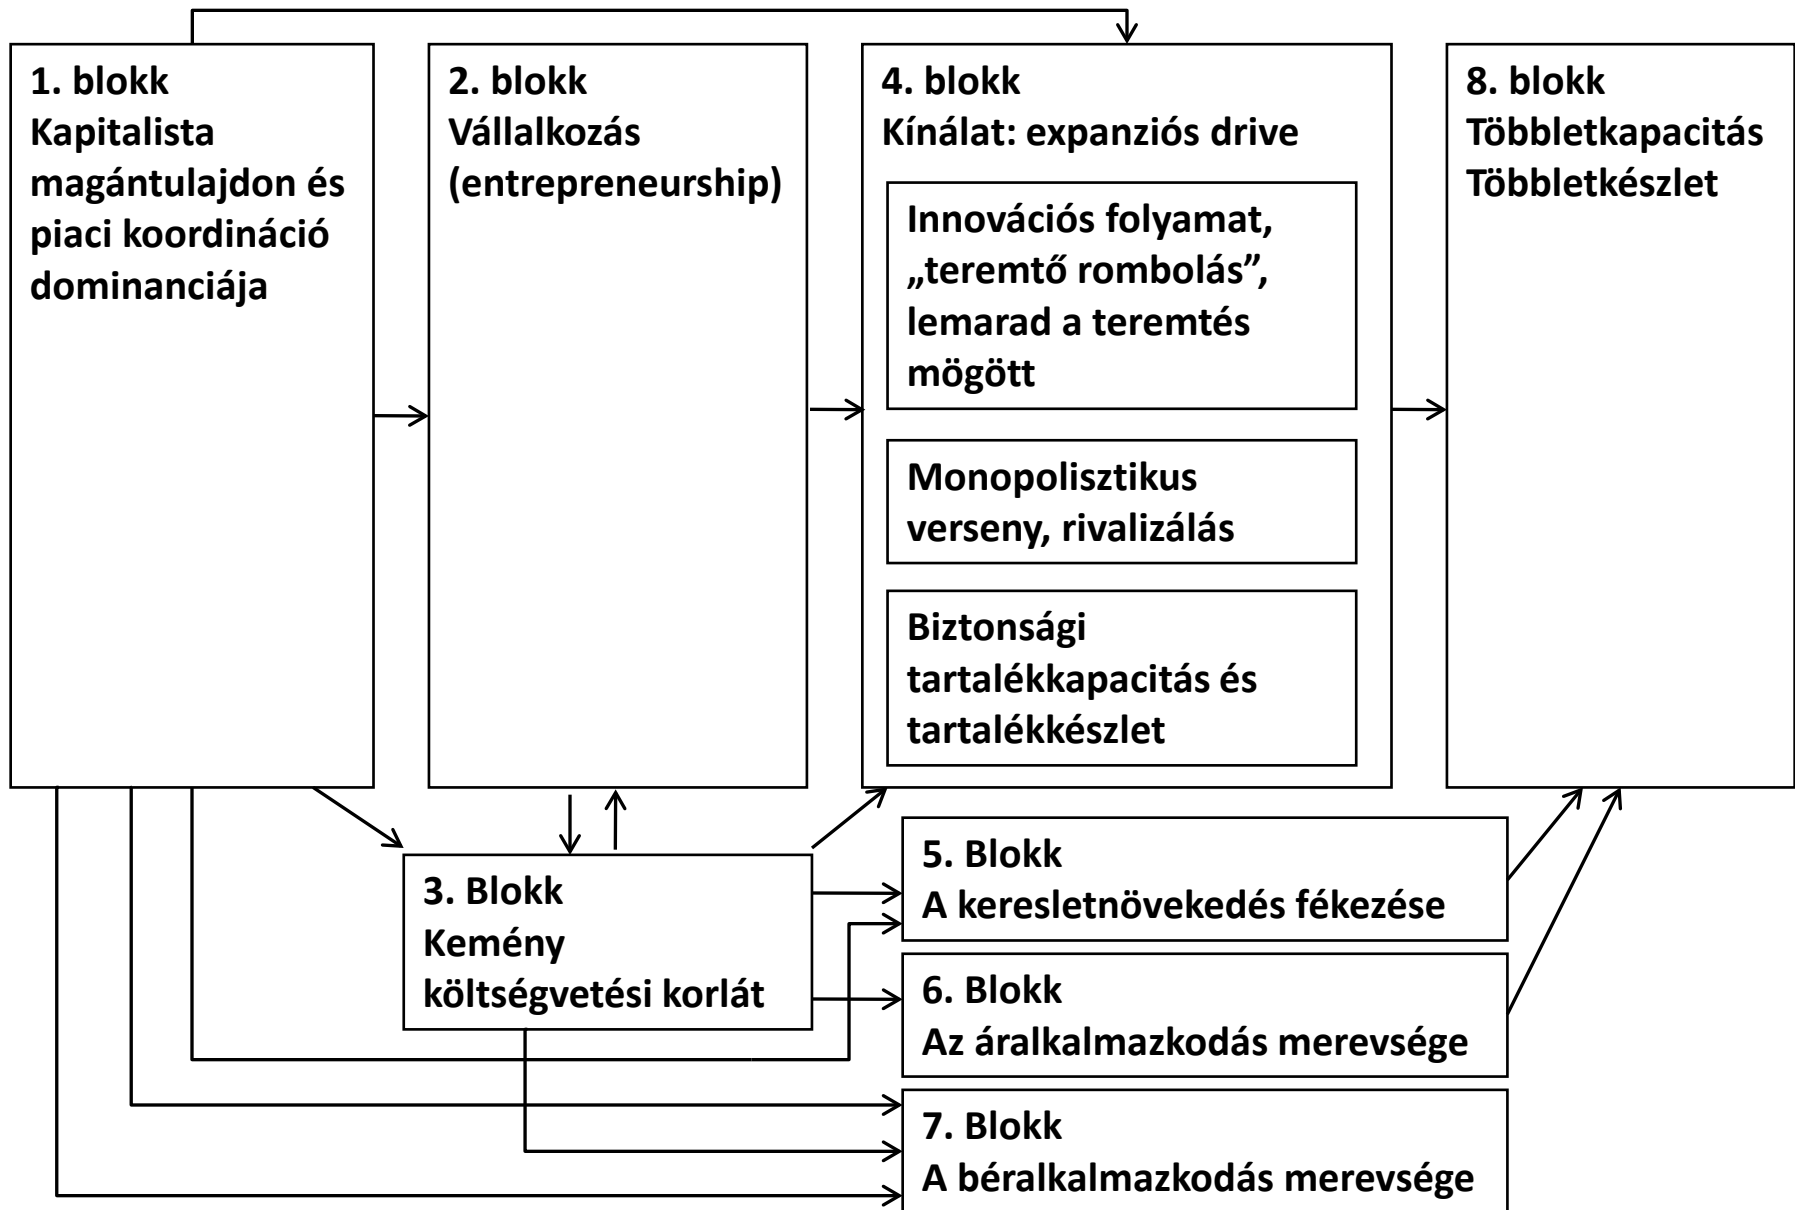 1. blokk
Kapitalista
magántulajdon és
piaci koordináció
dominanciája
2. blokk
Vállalkozás
(entrepreneurship)
4. blokk
Kínálat: expanziós drive
Innovációs folyamat,
„teremtő rombolás”,
lemarad a teremtés
mögött
Monopolisztikus
verseny, rivalizálás
Biztonsági
tartalékkapacitás és
tartalékkészlet
8. blokk
Többletkapacitás
Többletkészlet
3. Blokk
Kemény
költségvetési korlát
5. Blokk
A keresletnövekedés fékezése
6. Blokk
Az áralkalmazkodás merevsége
7. Blokk
A béralkalmazkodás merevsége